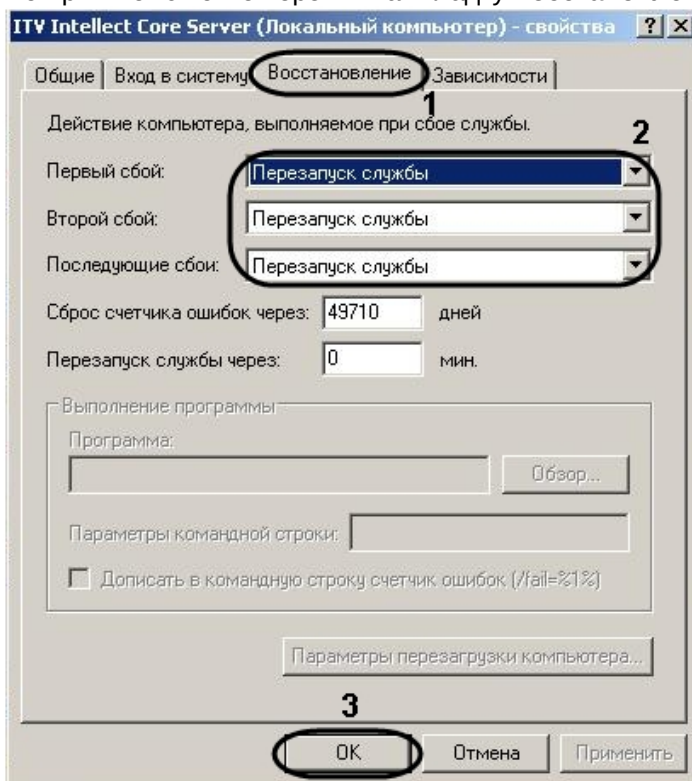 ITV Intellect Core Server (Локальный компьютер) - свойства ? X
Общие Вход в систему Восстановление Зависимости
1
Действие компьютера, выполняемое при сбое службы.
2
Первый сбой: Перезапуск службы
Второй сбой: Перезапуск службы
Последующие сбои: Перезапуск службы
Сброс счетчика ошибок через: 49710 дней
Перезапуск службы через: 0 мин.
Выполнение программы
Программа:
Обзор...
Параметры командной строки:
Дописать в командную строку счетчик ошибок (/fail=%1%)
Параметры перезагрузки компьютера...
3
OK Отмена Применить